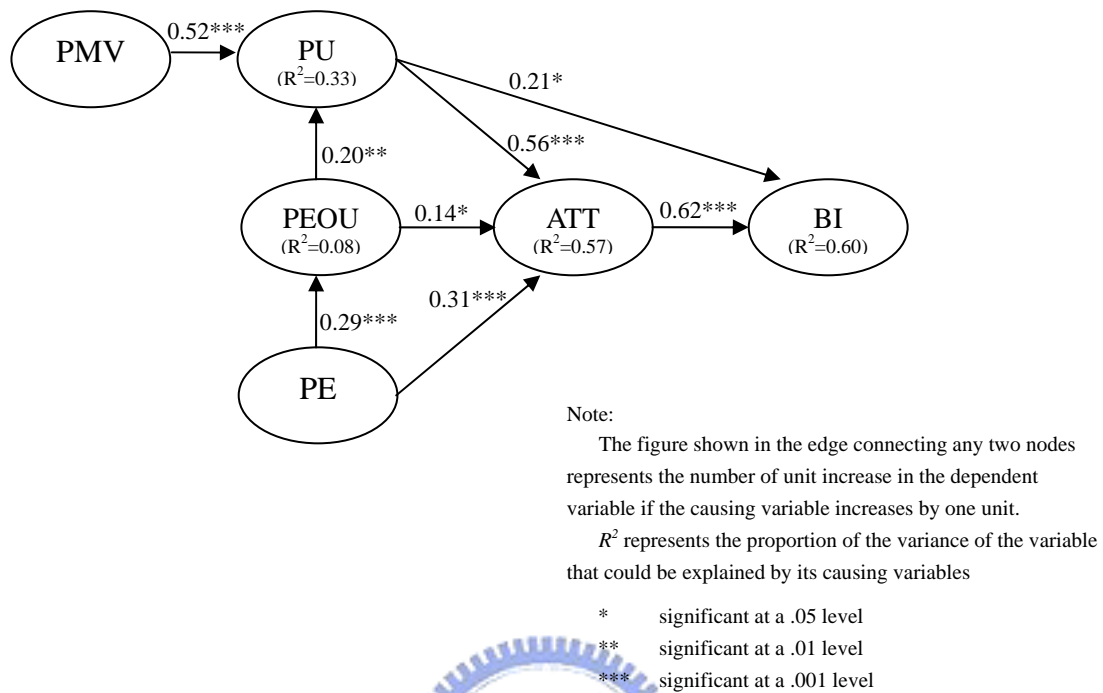 0.52***
PMV
PU
(R²=0.33)
0.21*
0.56***
0.20**
PEOU
(R²=0.08)
0.14*
ATT
(R²=0.57)
0.62***
BI
(R²=0.60)
0.31***
0.29***
PE
Note:
The figure shown in the edge connecting any two nodes
represents the number of unit increase in the dependent
variable if the causing variable increases by one unit.
R² represents the proportion of the variance of the variable
that could be explained by its causing variables
* significant at a .05 level
** significant at a .01 level
*** significant at a .001 level